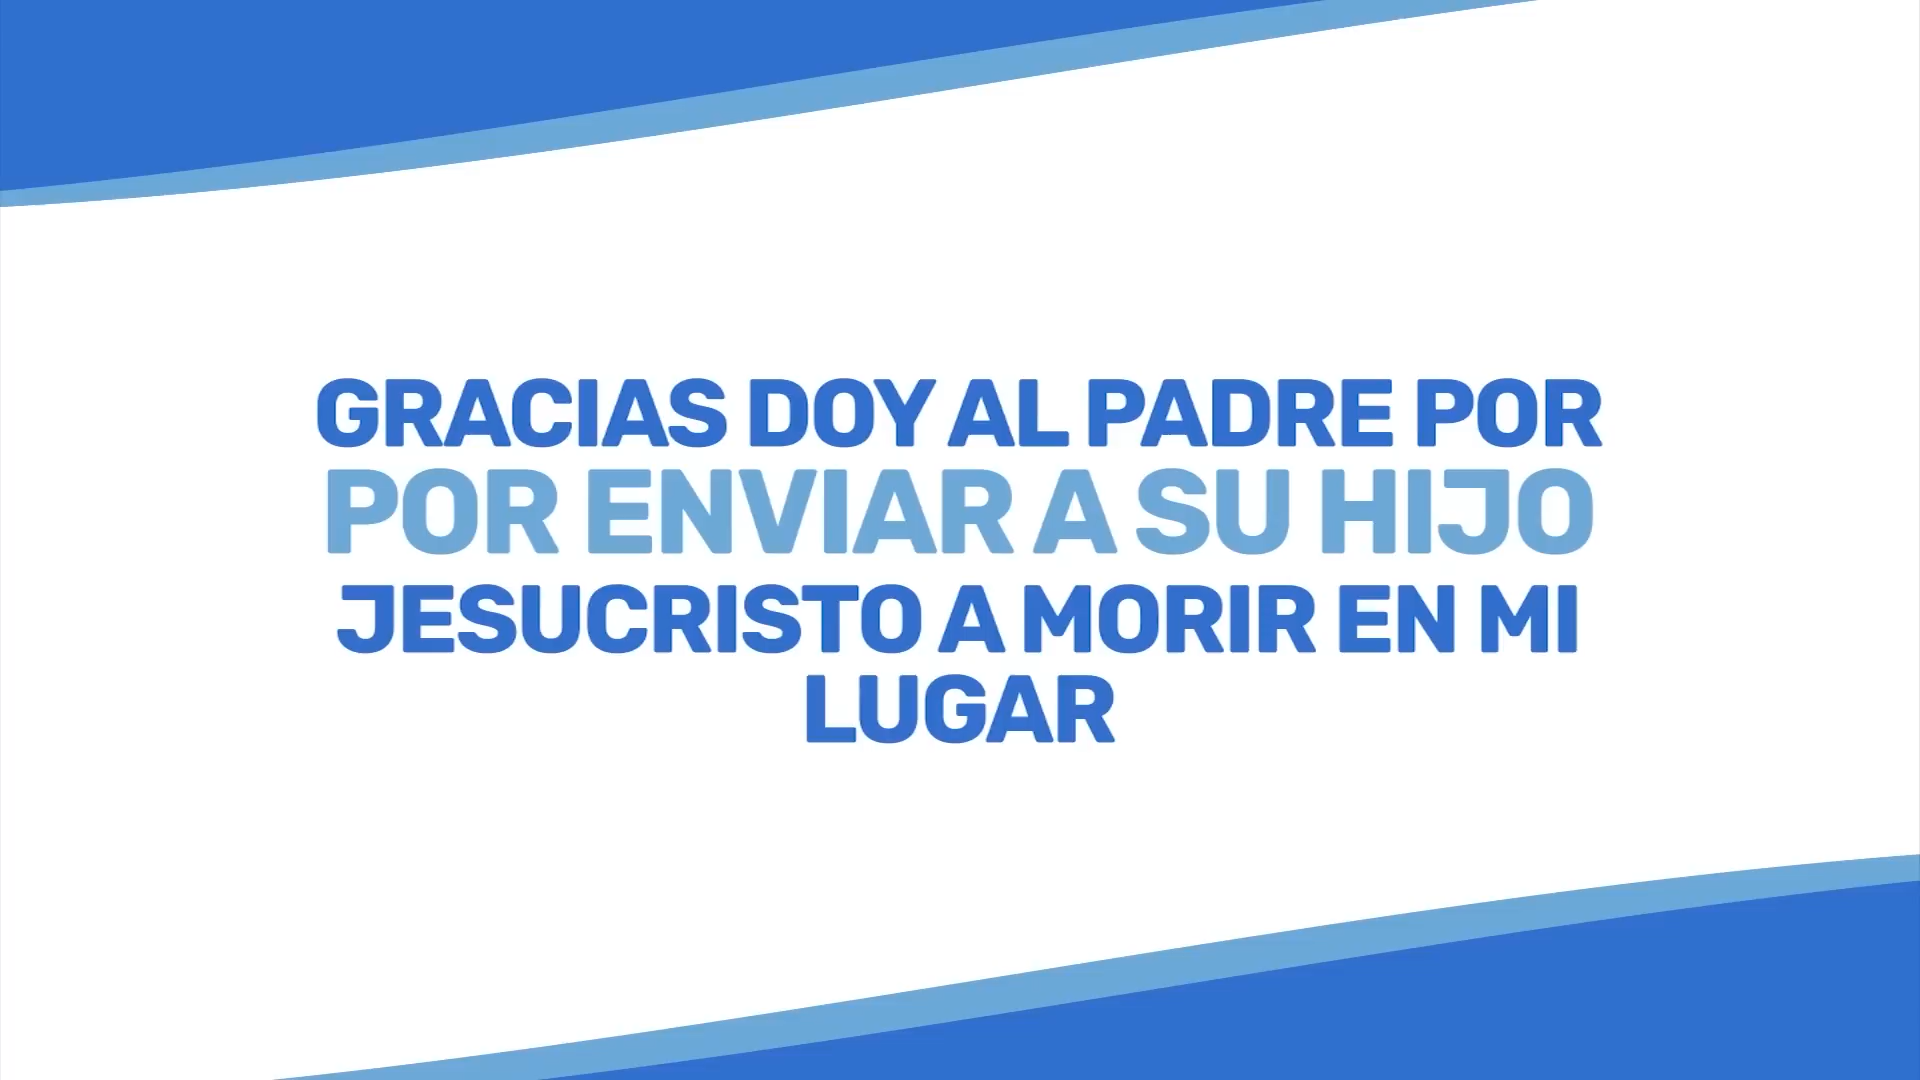 GRACIAS DOY AL PADRE POR
POR ENVIAR A SU HIJO
JESUCRISTO A MORIR EN MI
LUGAR